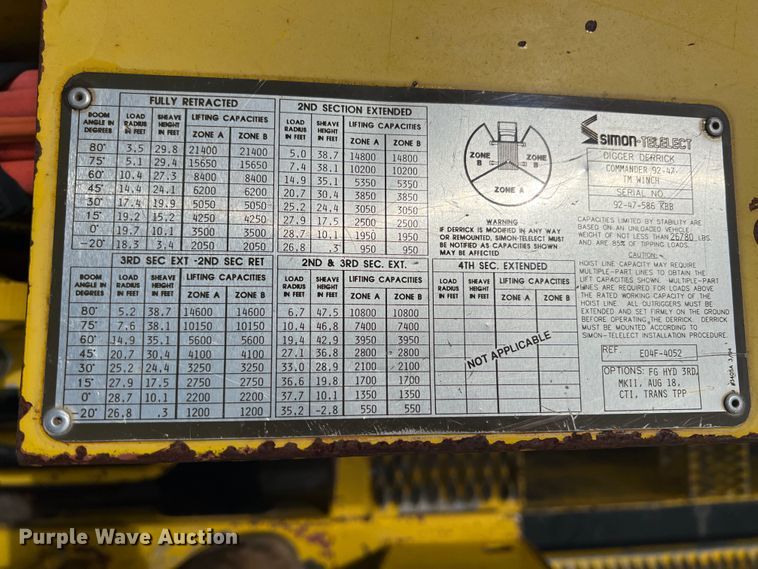 FULLY RETRACTED
BOOM ANGLE IN DEGREES LOAD RADIUS IN FEET SHEAVE HEIGHT IN FEET LIFTING CAPACITIES
ZONE A ZONE B
80° 3.5 29.8 21400 21400
75° 5.1 29.4 15650 15650
60° 10.4 27.3 8400 8400
45° 14.4 24.1 6200 6200
30° 17.4 19.9 5050 5050
15° 19.2 15.2 4250 4250
0° 19.7 10.1 3500 3500
-20° 18.3 3.4 2050 2050
2ND SECTION EXTENDED
LOAD RADIUS IN FEET SHEAVE HEIGHT IN FEET LIFTING CAPACITIES
ZONE A ZONE B
5.0 38.7 14800 14800
7.4 38.1 10200 10200
14.9 35.1 5350 5350
20.7 30.4 3850 3850
25.2 24.4 3050 3050
27.9 17.5 2500 2500
28.7 10.1 1950 1950
26.8 .3 950 950
3RD SEC EXT -2ND SEC RET
BOOM ANGLE IN DEGREES LOAD RADIUS IN FEET SHEAVE HEIGHT IN FEET LIFTING CAPACITIES
ZONE A ZONE B
80° 5.2 38.7 14600 14600
75° 7.6 38.1 10150 10150
60° 14.9 35.1 5600 5600
45° 20.7 30.4 4100 4100
30° 25.2 24.4 3250 3250
15° 27.9 17.5 2750 2750
0° 28.7 10.1 2200 2200
-20° 26.8 .3 1200 1200
2ND & 3RD SEC. EXT.
LOAD RADIUS IN FEET SHEAVE HEIGHT IN FEET LIFTING CAPACITIES
ZONE A ZONE B
6.7 47.5 10800 10800
10.4 46.8 7400 7400
19.4 42.9 3950 3950
27.1 36.8 2800 2800
33.0 28.9 2100 2100
36.6 19.8 1700 1700
37.7 10.1 1350 1350
35.2 -2.8 550 550
4TH SEC. EXTENDED
LOAD RADIUS IN FEET SHEAVE HEIGHT IN FEET LIFTING CAPACITIES
ZONE A ZONE B
NOT APPLICABLE
ZONE B
ZONE B
ZONE A
WARNING
IF DERRICK IS MODIFIED IN ANY WAY
OR REMOUNTED, SIMON-TELELECT MUST
BE NOTIFIED AS CAPACITIES SHOWN
MAY BE AFFECTED
SIMON-TELELECT
DIGGER DERRICK
COMMANDER 92-47-
7M WINCH
SERIAL NO.
92-47-586 KBB
CAPACITIES LIMITED BY STABILITY ARE
BASED ON AN UNLOADED VEHICLE
WEIGHT OF NOT LESS THAN 26780 LBS.
AND ARE 85% OF TIPPING LOADS.
CAUTION:
HOIST LINE CAPACITY MAY REQUIRE
MULTIPLE-PART LINES TO OBTAIN THE
LIFT CAPACITIES SHOWN. MULTIPLE-PART
LINES ARE REQUIRED FOR LOADS ABOVE
THE RATED WORKING CAPACITY OF THE
HOIST LINE. ALL OUTRIGGERS MUST BE
EXTENDED AND SET FIRMLY ON THE GROUND
BEFORE OPERATING THE DERRICK. DERRICK
MUST BE MOUNTED ACCORDING TO
SIMON-TELELECT INSTALLATION PROCEDURE.
REF. E04F-4052
OPTIONS: FG HYD 3RD,
MKII, AUG 18,
CT1, TRANS TPP
Purple Wave Auction